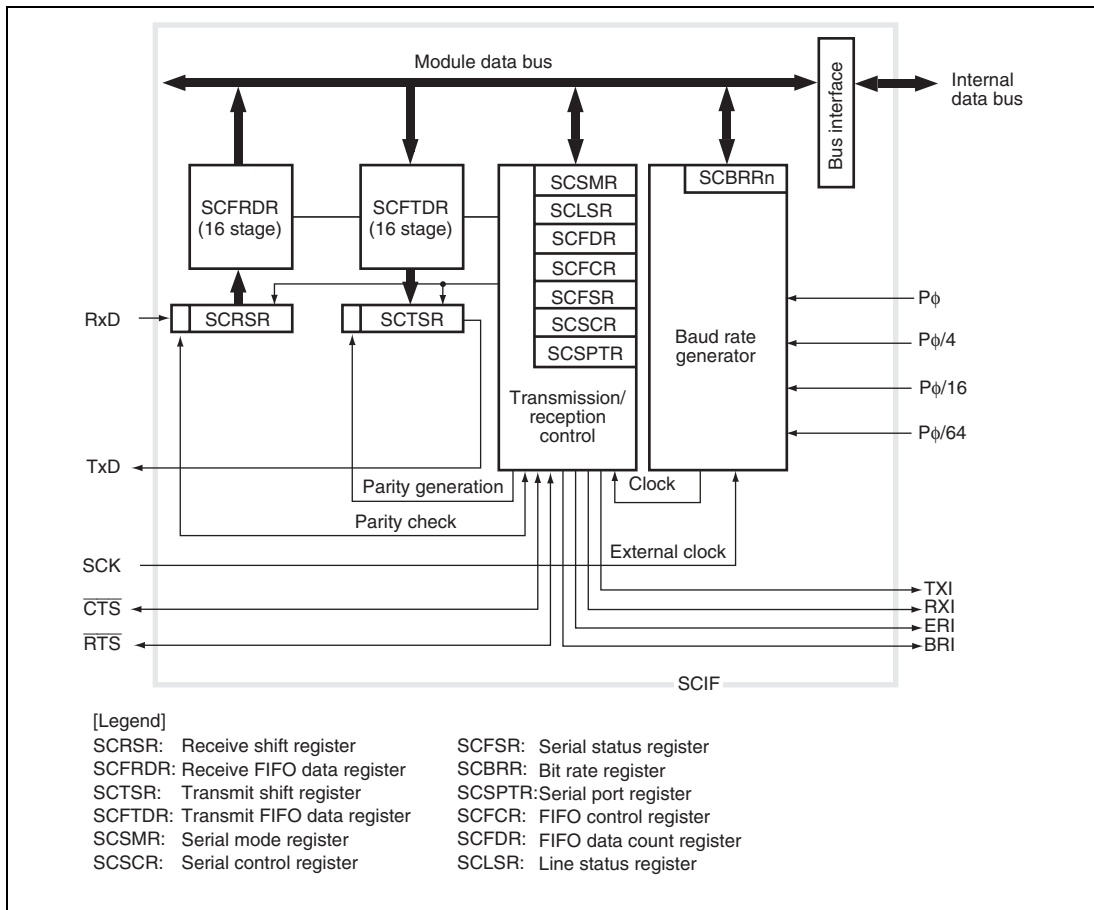 Module data bus
Bus interface
Internal
data bus
SCFRDR
(16 stage)
SCFTDR
(16 stage)
SCSMR
SCLSR
SCFDR
SCFCR
SCFSR
SCSCR
SCSPTR
Transmission/
reception
control
SCBRRn
Baud rate
generator
RxD
SCRSR
SCTSR
Pφ
Pφ/4
Pφ/16
Pφ/64
TxD
Parity generation
Clock
Parity check
SCK
External clock
CTS
RTS
TXI
RXI
ERI
BRI
SCIF
[Legend]
SCRSR: Receive shift register
SCFRDR: Receive FIFO data register
SCTSR: Transmit shift register
SCFTDR: Transmit FIFO data register
SCSMR: Serial mode register
SCSCR: Serial control register
SCFSR: Serial status register
SCBRR: Bit rate register
SCSPTR:Serial port register
SCFCR: FIFO control register
SCFDR: FIFO data count register
SCLSR: Line status register